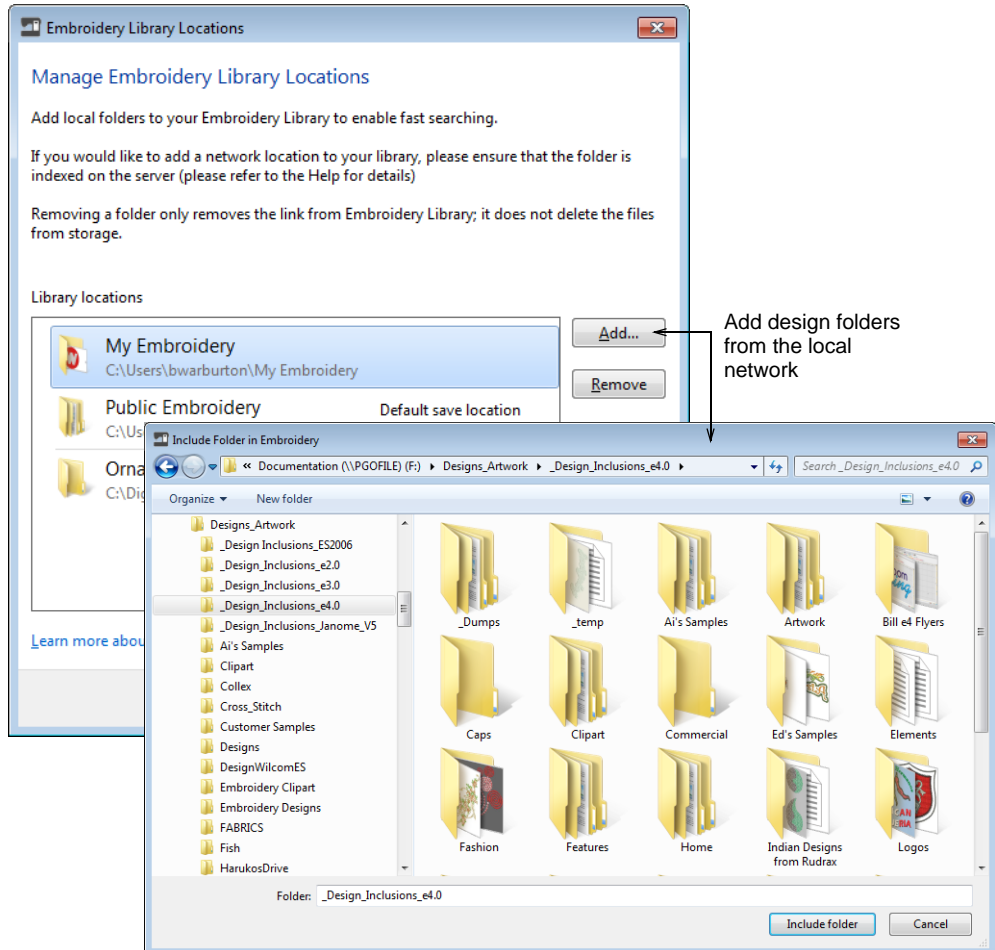 Embroidery Library Locations
Manage Embroidery Library Locations
Add local folders to your Embroidery Library to enable fast searching.
If you would like to add a network location to your library, please ensure that the folder is
indexed on the server (please refer to the Help for details)
Removing a folder only removes the link from Embroidery Library; it does not delete the files
from storage.
Library locations
My Embroidery
C:\Users\bwarburton\My Embroidery
Public Embroidery
Default save location
C:\Us
Orna
C:\Dig
Add...
Remove
Add design folders
from the local
network
Learn more abou
Include Folder in Embroidery
« Documentation (\\PGOFILE) (F:) Designs_Artwork _Design_Inclusions_e4.0
Search _Design_Inclusions_e4.0
Organize
New folder
Designs_Artwork
_Design Inclusions_ES2006
_Design_Inclusions_e2.0
_Design_Inclusions_e3.0
_Design_Inclusions_e4.0
_Design_Inclusions_Janome_V5
Ai's Samples
Clipart
Collex
Cross_Stitch
Customer Samples
Designs
DesignWilcomES
Embroidery Clipart
Embroidery Designs
FABRICS
Fish
HarukosDrive
_Dumps
_temp
Ai's Samples
Artwork
Bill e4 Flyers
Caps
Clipart
Commercial
Ed's Samples
Elements
Fashion
Features
Home
Indian Designs
from Rudrax
Logos
Folder: _Design_Inclusions_e4.0
Include folder
Cancel